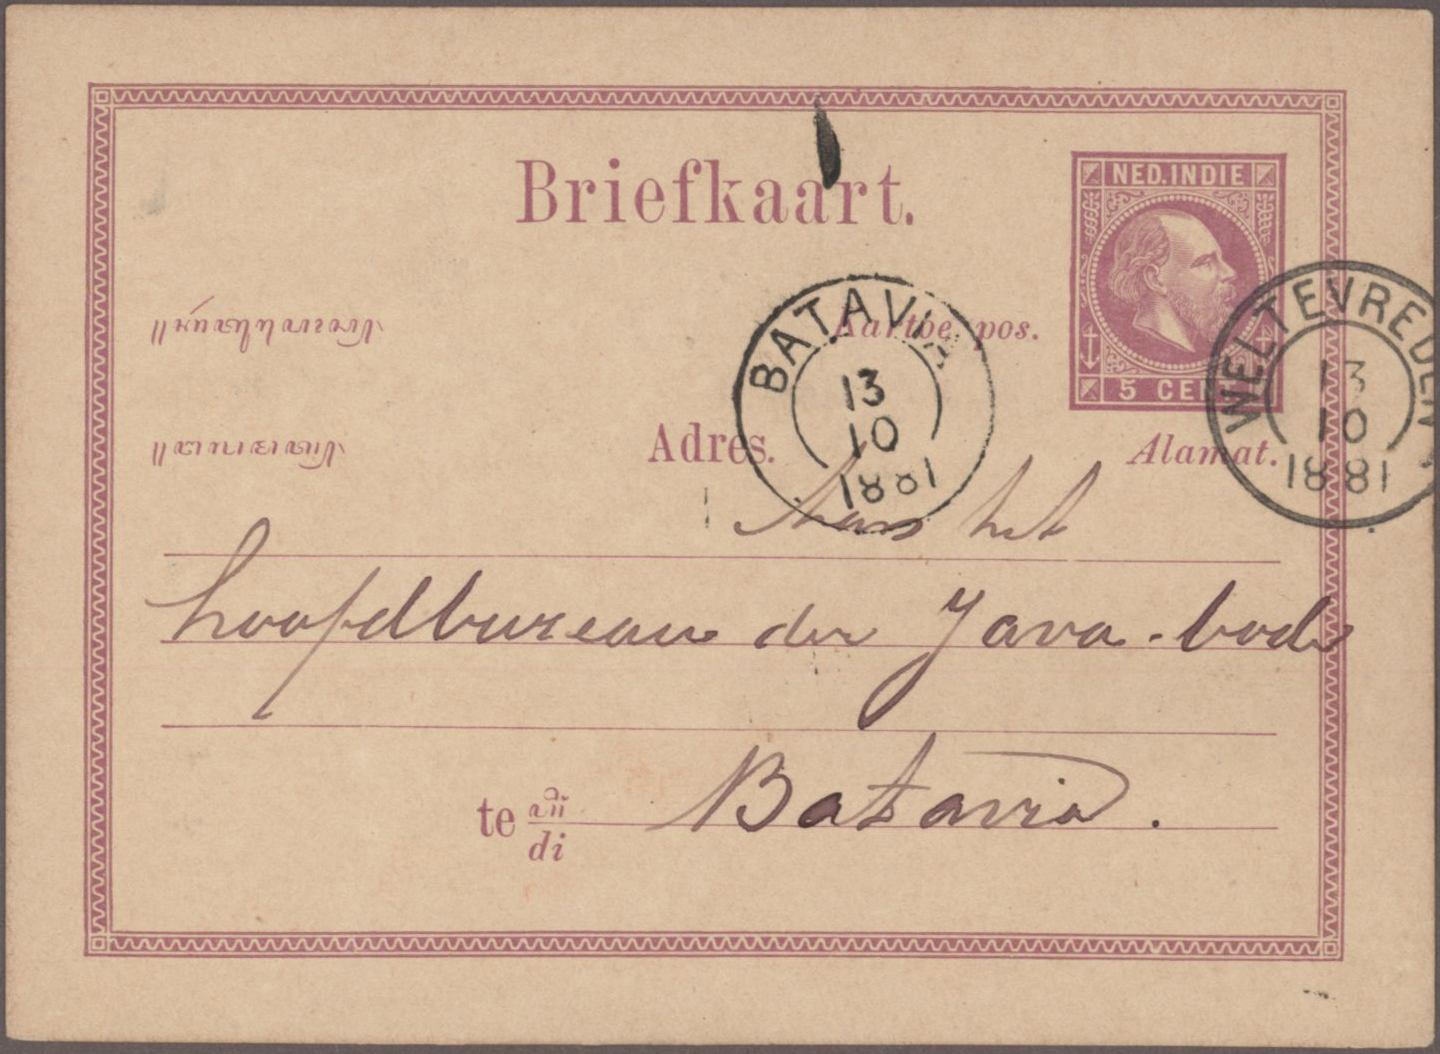 Briefkaart.
NED. INDIE
5 CENT
Kartoe pos.
BATAVIA
13
10
1881
WELTEVREDEN
13
10
1881
Adres.
Alamat.
Aan het
hoofdbureau der Java-bode
te
di
Batavia.